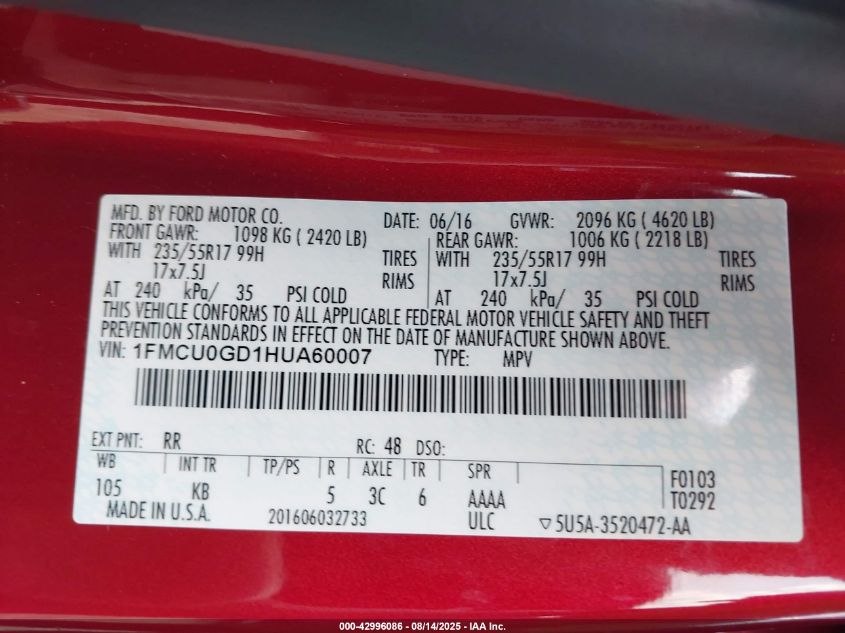 MFD. BY FORD MOTOR CO. DATE: 06/16 GVWR: 2096 KG ( 4620 LB)
FRONT GAWR: 1098 KG ( 2420 LB) REAR GAWR: 1006 KG ( 2218 LB)
WITH 235/55R17 99H TIRES WITH 235/55R17 99H TIRES
17x7.5J RIMS 17x7.5J RIMS
AT 240 kPa/ 35 PSI COLD AT 240 kPa/ 35 PSI COLD
THIS VEHICLE CONFORMS TO ALL APPLICABLE FEDERAL MOTOR VEHICLE SAFETY AND THEFT
PREVENTION STANDARDS IN EFFECT ON THE DATE OF MANUFACTURE SHOWN ABOVE.
VIN: 1FMCU0GD1HUA60007 TYPE: MPV
EXT PNT: RR RC: 48 DSO:
WB INT TR TP/PS R AXLE TR SPR F0103
105 KB 5 3C 6 AAAA T0292
MADE IN U.S.A. 201606032733 ULC ▽5U5A-3520472-AA
000-42996086 - 08/14/2025 - IAA Inc.